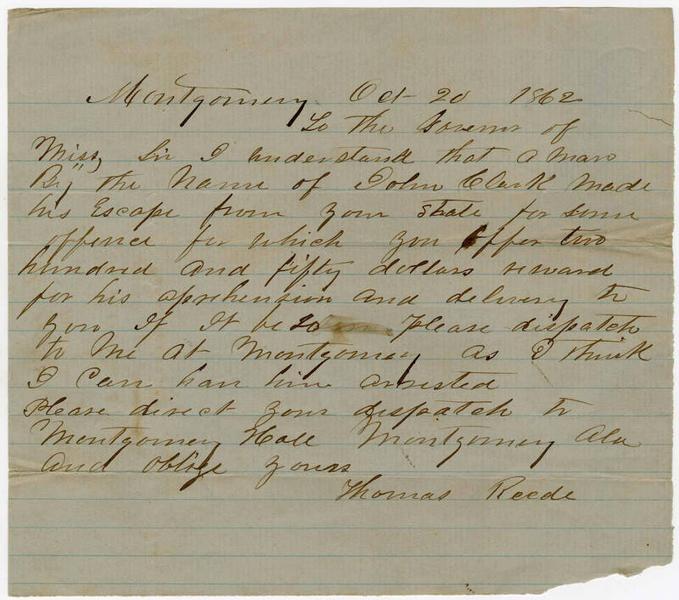 Montgomery Oct 20 1862
To the Govenor of
Miss, Sir I understand that a man
By the Name of John Clark made
his Escape from your State for some
offence for which you offer two
hundred and fifty dollars reward
for his aprehension and delivery to
you If It be So Please dispatch
to Me at Montgomery as I think
I Can han him arrested
Please direct your dispatch to
Montgomery Hall Montgomery Ala
and oblige yours
Thomas Reede